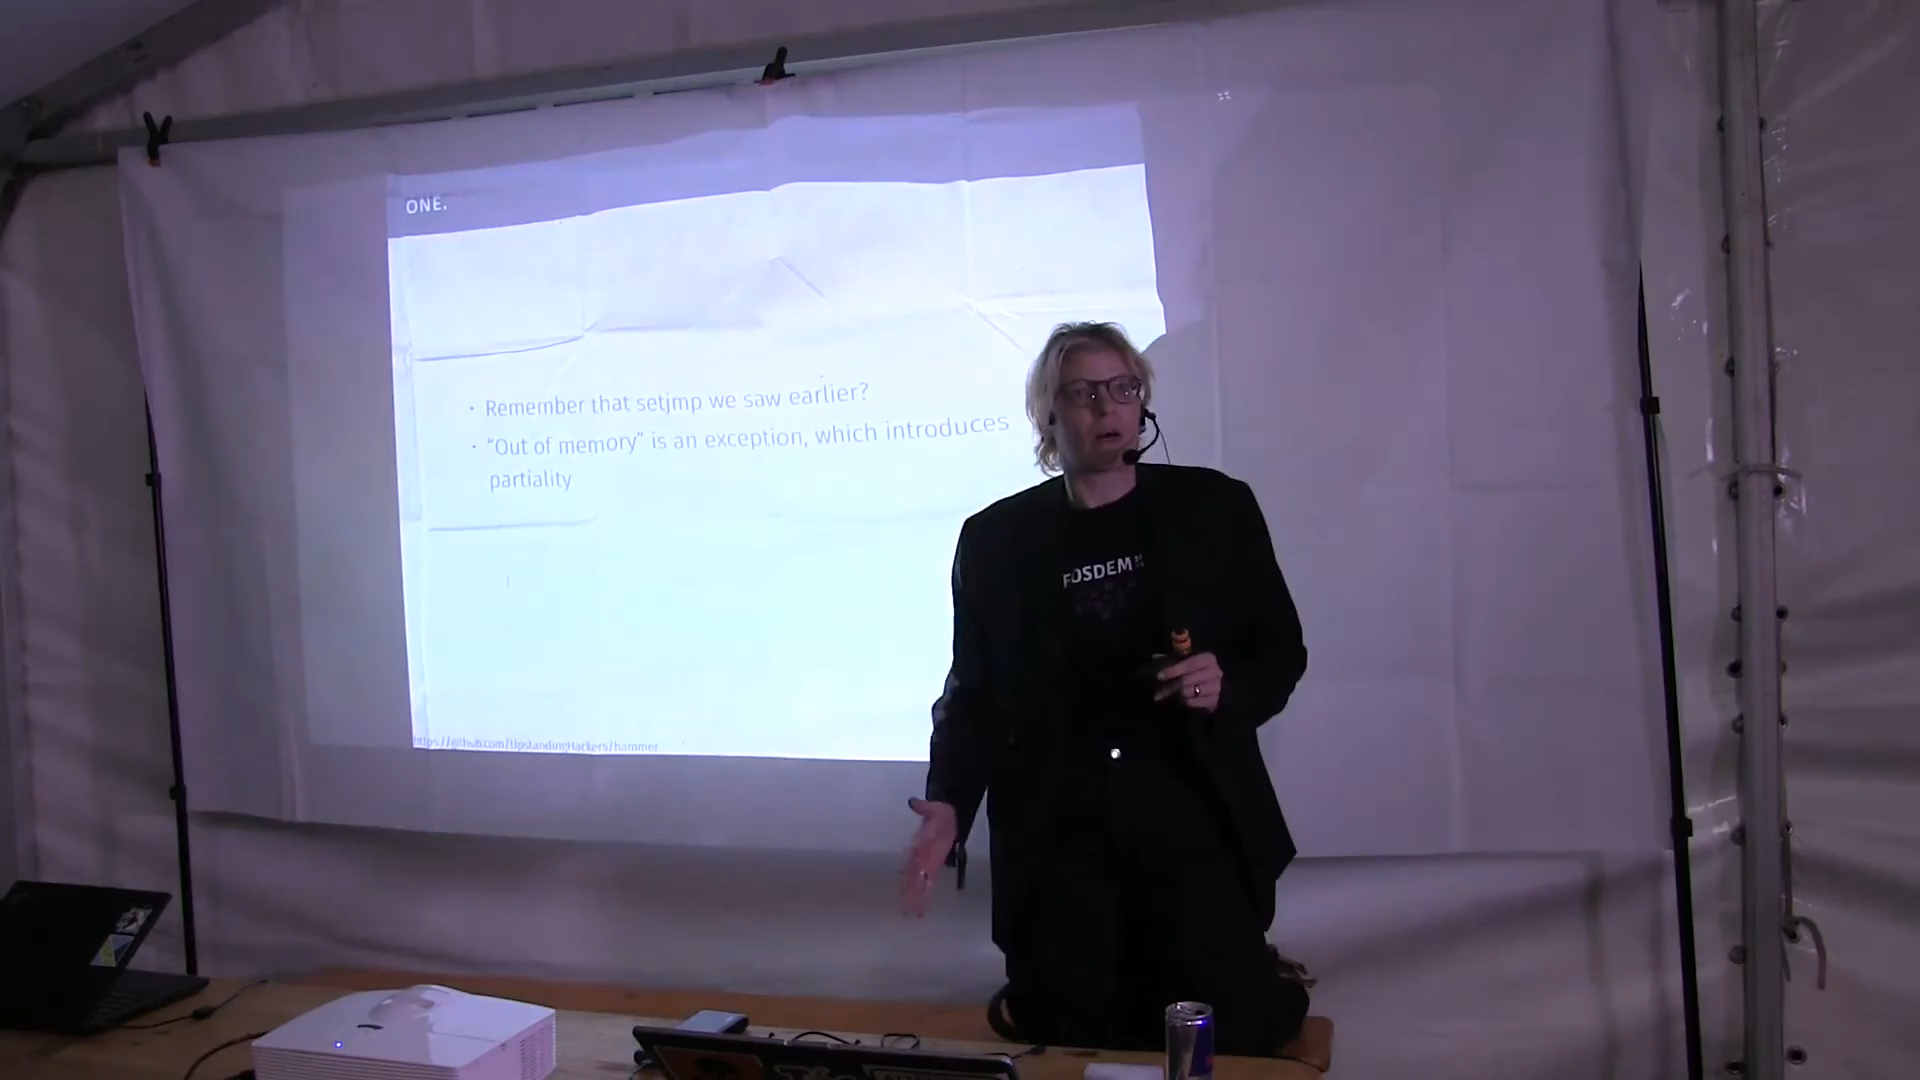 ONE.
· Remember that setjmp we saw earlier?
· “Out of memory” is an exception, which introduces
partiality
https://github.com/UpstandingHackers/hammer
FOSDEM